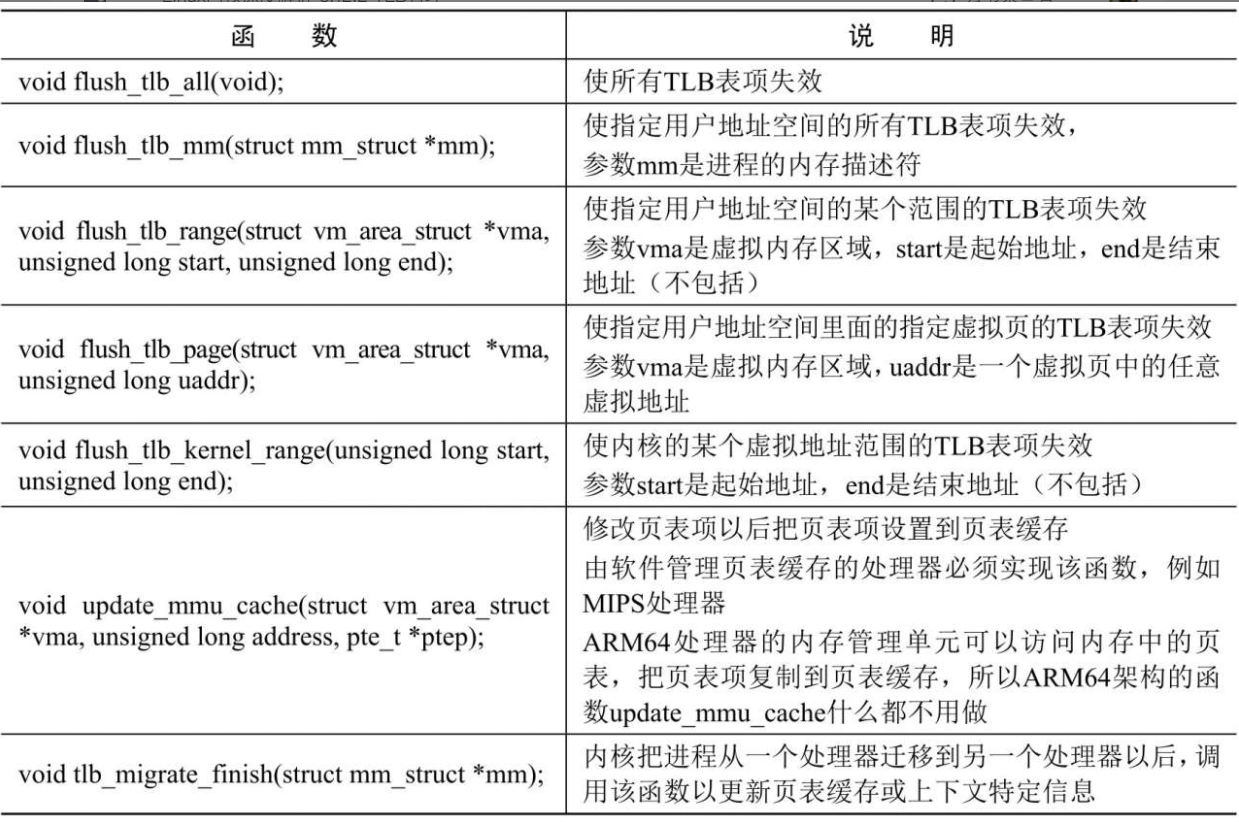 函 数
说 明
void flush_tlb_all(void);
使所有TLB表项失效
void flush_tlb_mm(struct mm_struct *mm);
使指定用户地址空间的所有TLB表项失效，
参数mm是进程的内存描述符
void flush_tlb_range(struct vm_area_struct *vma,
unsigned long start, unsigned long end);
使指定用户地址空间的某个范围的TLB表项失效
参数vma是虚拟内存区域，start是起始地址，end是结束
地址（不包括）
void flush_tlb_page(struct vm_area_struct *vma,
unsigned long uaddr);
使指定用户地址空间里面的指定虚拟页的TLB表项失效
参数vma是虚拟内存区域，uaddr是一个虚拟页中的任意
虚拟地址
void flush_tlb_kernel_range(unsigned long start,
unsigned long end);
使内核的某个虚拟地址范围的TLB表项失效
参数start是起始地址，end是结束地址（不包括）
void update_mmu_cache(struct vm_area_struct
*vma, unsigned long address, pte_t *ptep);
修改页表项以后把页表项设置到页表缓存
由软件管理页表缓存的处理器必须实现该函数，例如
MIPS处理器
ARM64处理器的内存管理单元可以访问内存中的页
表，把页表项复制到页表缓存，所以ARM64架构的函
数update_mmu_cache什么都不用做
void tlb_migrate_finish(struct mm_struct *mm);
内核把进程从一个处理器迁移到另一个处理器以后，调
用该函数以更新页表缓存或上下文特定信息